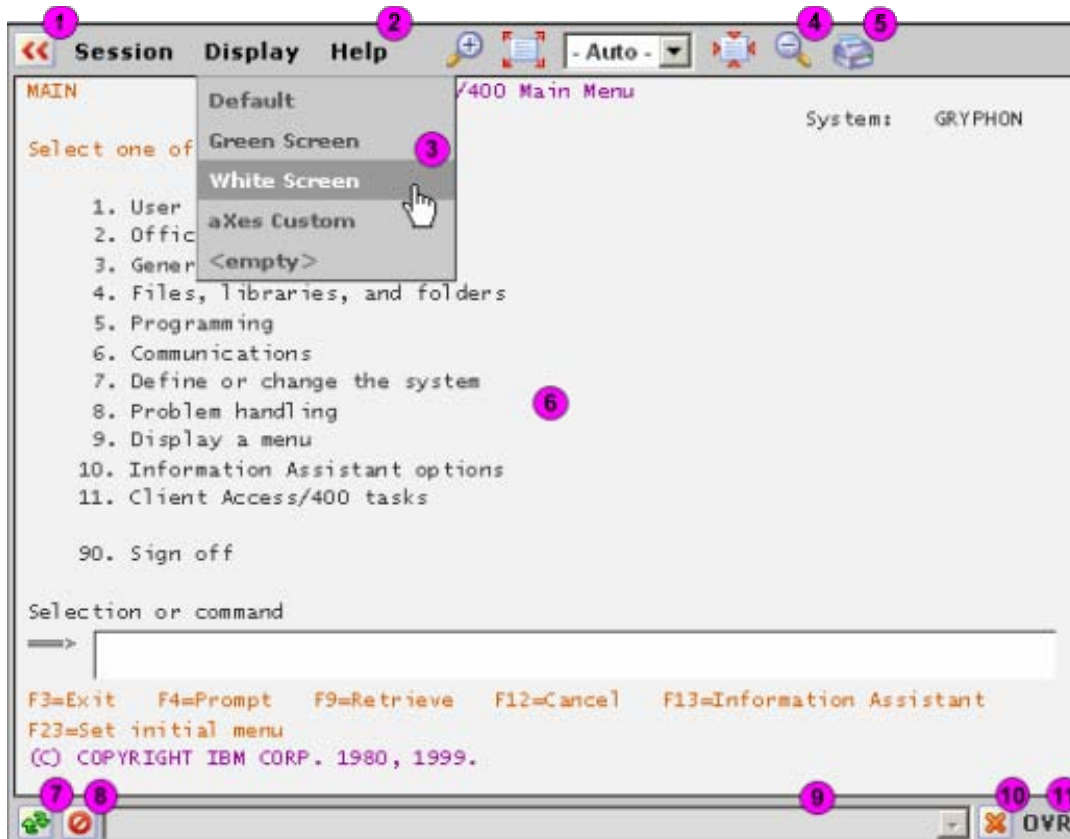 1 2 4 5
Session Display Help - Auto -
MAIN /400 Main Menu
System: GRYPHON
Select one of
Default
Green Screen
3
White Screen
aXes Custom
<empty>
1. User
2. Offic
3. Gener
4. Files, libraries, and folders
5. Programming
6. Communications
7. Define or change the system
6
8. Problem handling
9. Display a menu
10. Information Assistant options
11. Client Access/400 tasks
90. Sign off
Selection or command
===>
F3=Exit F4=Prompt F9=Retrieve F12=Cancel F13=Information Assistant
F23=Set initial menu
(C) COPYRIGHT IBM CORP. 1980, 1999.
7 8 9 10 11
OVR